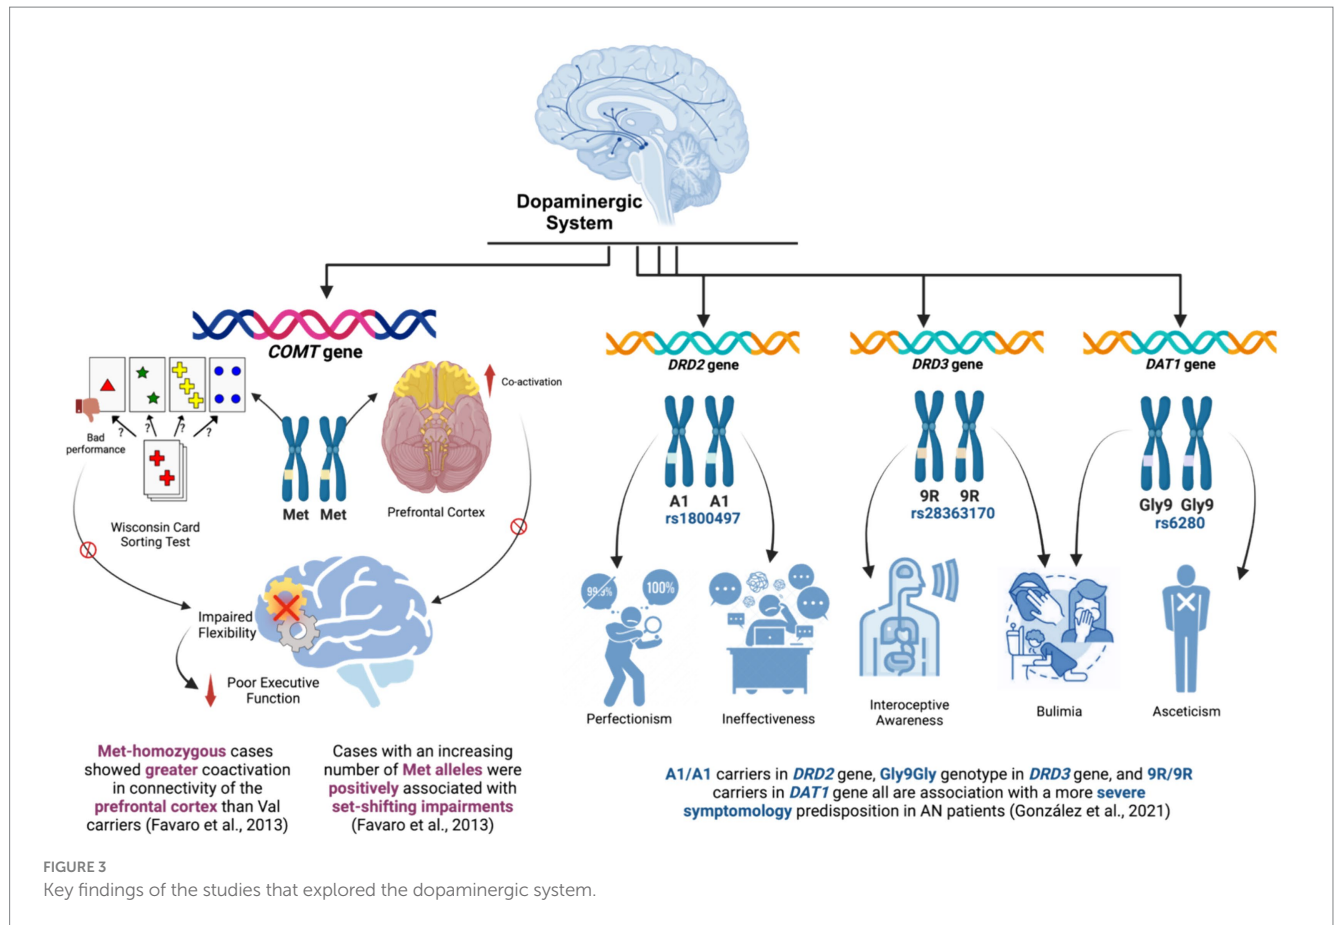 Dopaminergic
System
COMT gene
DRD2 gene
DRD3 gene
DAT1 gene
Co-activation
Bad
performance
?
?
?
?
Wisconsin Card
Sorting Test
Met Met
Prefrontal Cortex
A1 A1
rs1800497
9R 9R
rs28363170
Gly9 Gly9
rs6280
Impaired
Flexibility
Poor Executive
Function
99.9%
100%
Perfectionism
Ineffectiveness
Interoceptive
Awareness
Bulimia
Asceticism
Met-homozygous cases
showed greater coactivation
in connectivity of the
prefrontal cortex than Val
carriers (Favaro et al., 2013)
Cases with an increasing
number of Met alleles were
positively associated with
set-shifting impairments
(Favaro et al., 2013)
A1/A1 carriers in DRD2 gene, Gly9Gly genotype in DRD3 gene, and 9R/9R
carriers in DAT1 gene all are association with a more severe
symptomology predisposition in AN patients (González et al., 2021)
FIGURE 3
Key findings of the studies that explored the dopaminergic system.